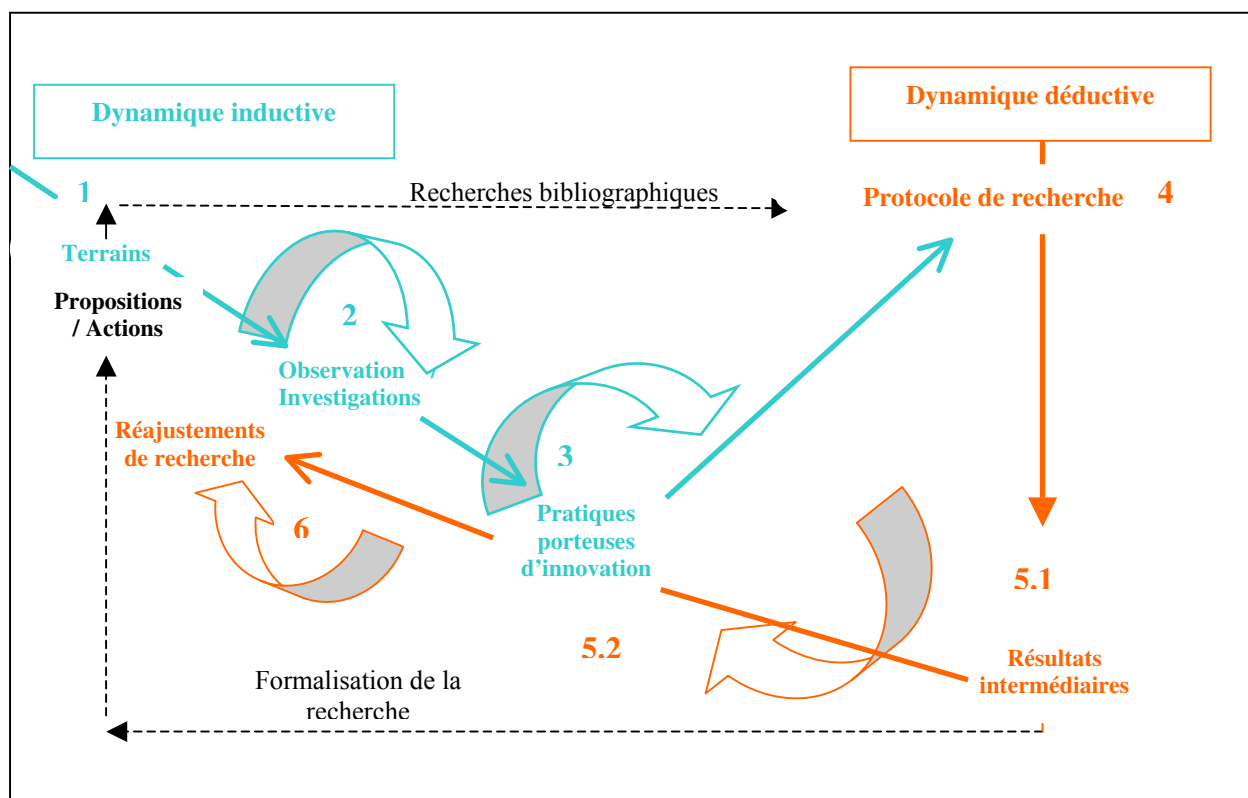 Dynamique inductive
Dynamique déductive
1
Recherches bibliographiques
Protocole de recherche 4
Terrains
Propositions
/ Actions
2
Observation /
Investigations
Réajustements
de recherche
3
6
Pratiques
porteuses
d’innovation
5.1
5.2
Résultats
intermédiaires
Formalisation de la
recherche